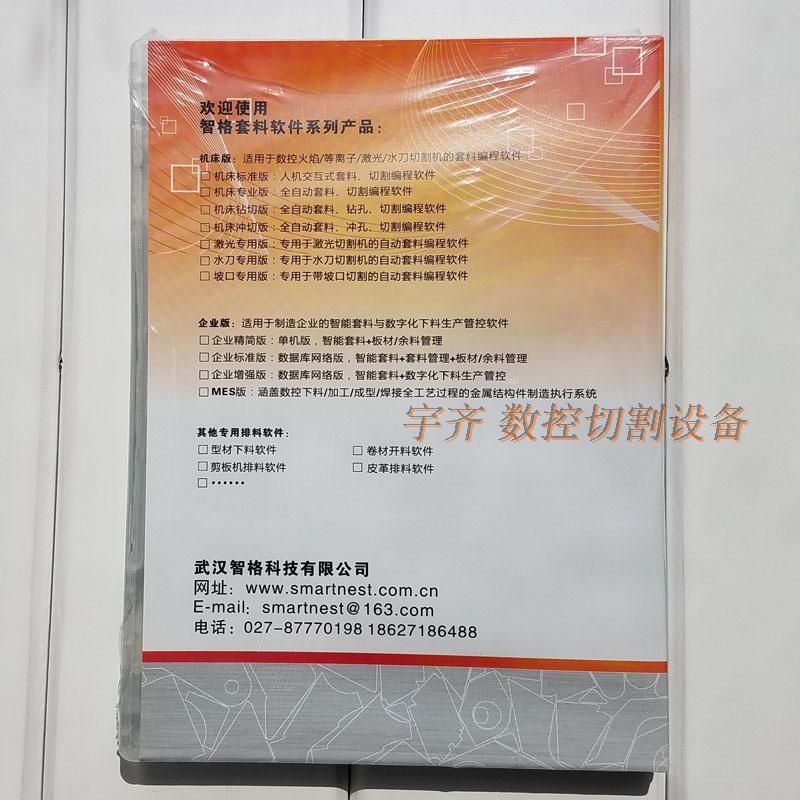 欢迎使用
智格套料软件系列产品：
机床版：适用于数控火焰/等离子/激光/水刀切割机的套料编程软件
□ 机床标准版：人机交互式套料、切割编程软件
□ 机床专业版：全自动套料、切割编程软件
□ 机床钻切版：全自动套料、钻孔、切割编程软件
□ 机床冲切版：全自动套料、冲孔、切割编程软件
□ 激光专用版：专用于激光切割机的自动套料编程软件
□ 水刀专用版：专用于水刀切割机的自动套料编程软件
□ 坡口专用版：专用于带坡口切割的自动套料编程软件
企业版：适用于制造企业的智能套料与数字化下料生产管控软件
□ 企业精简版：单机版，智能套料+板材/余料管理
□ 企业标准版：数据库网络版，智能套料+套料管理+板材/余料管理
□ 企业增强版：数据库网络版，智能套料+数字化下料生产管控
□ MES版：涵盖数控下料/加工/成型/焊接全工艺过程的金属结构件制造执行系统
宇齐 数控切割设备
其他专用排料软件：
□ 型材下料软件 □ 卷材开料软件
□ 剪板机排料软件 □ 皮革排料软件
□ ······
武汉智格科技有限公司
网址：www.smartnest.com.cn
E-mail：smartnest@163.com
电话：027-87770198 18627186488